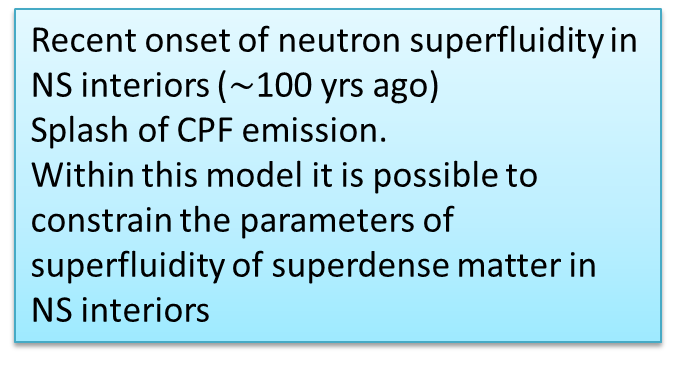 Recent onset of neutron superfluidity in
NS interiors (~100 yrs ago)
Splash of CPF emission.
Within this model it is possible to
constrain the parameters of
superfluidity of superdense matter in
NS interiors